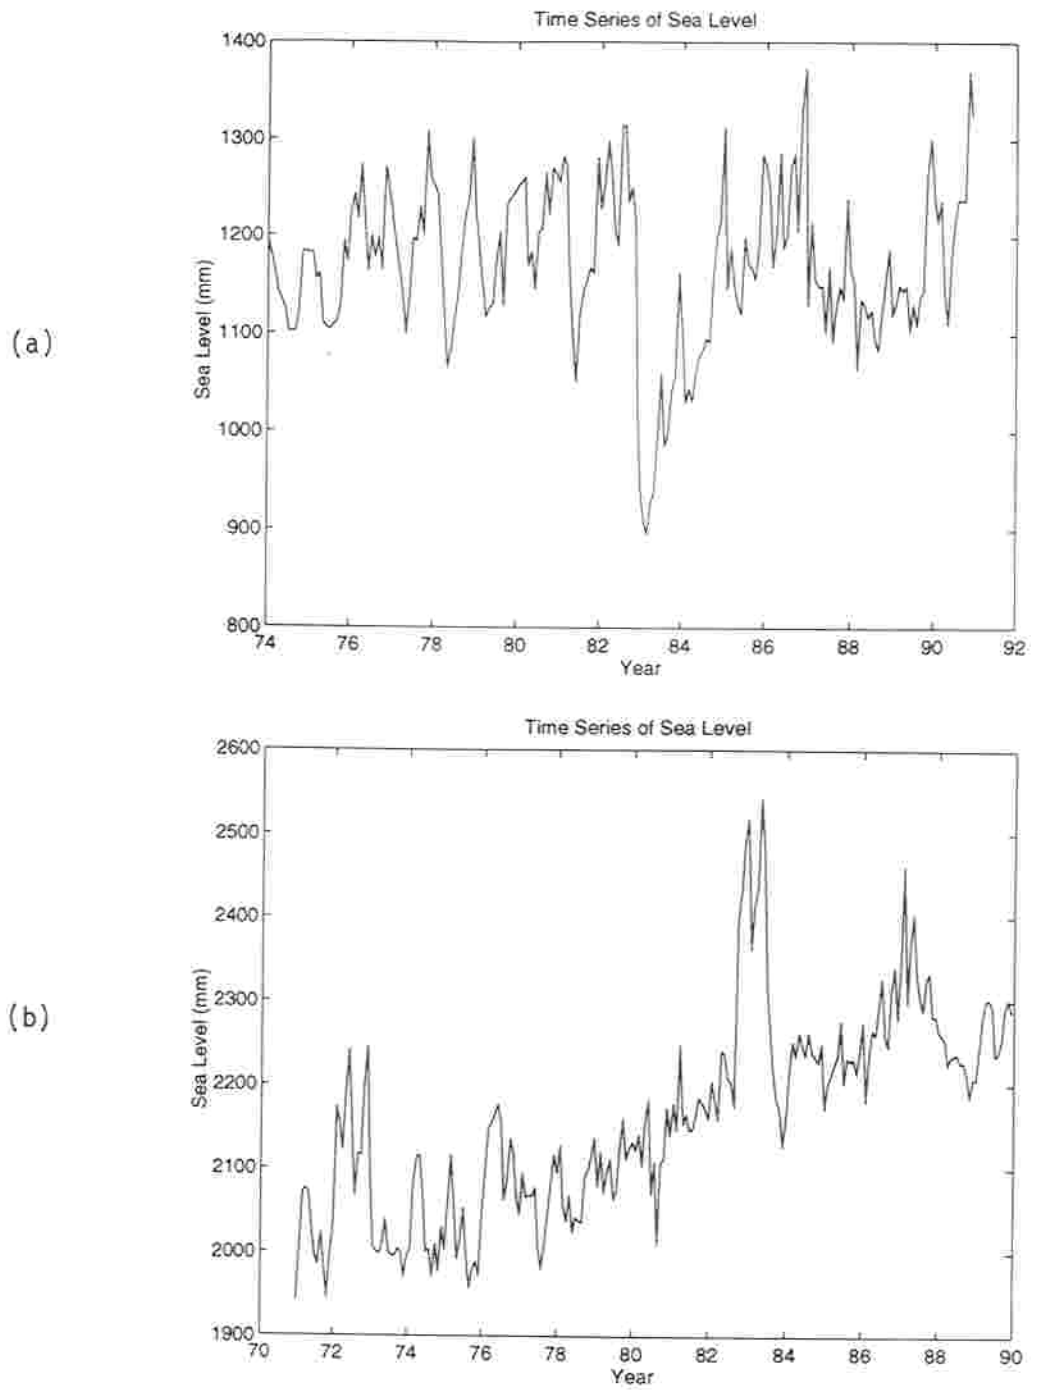 Time Series of Sea Level
1400
1300
1200
1100
1000
900
800
74 76 78 80 82 84 86 88 90 92
Sea Level (mm)
Year
(a)
Time Series of Sea Level
2600
2500
2400
2300
2200
2100
2000
1900
70 72 74 76 78 80 82 84 86 88 90
Sea Level (mm)
Year
(b)